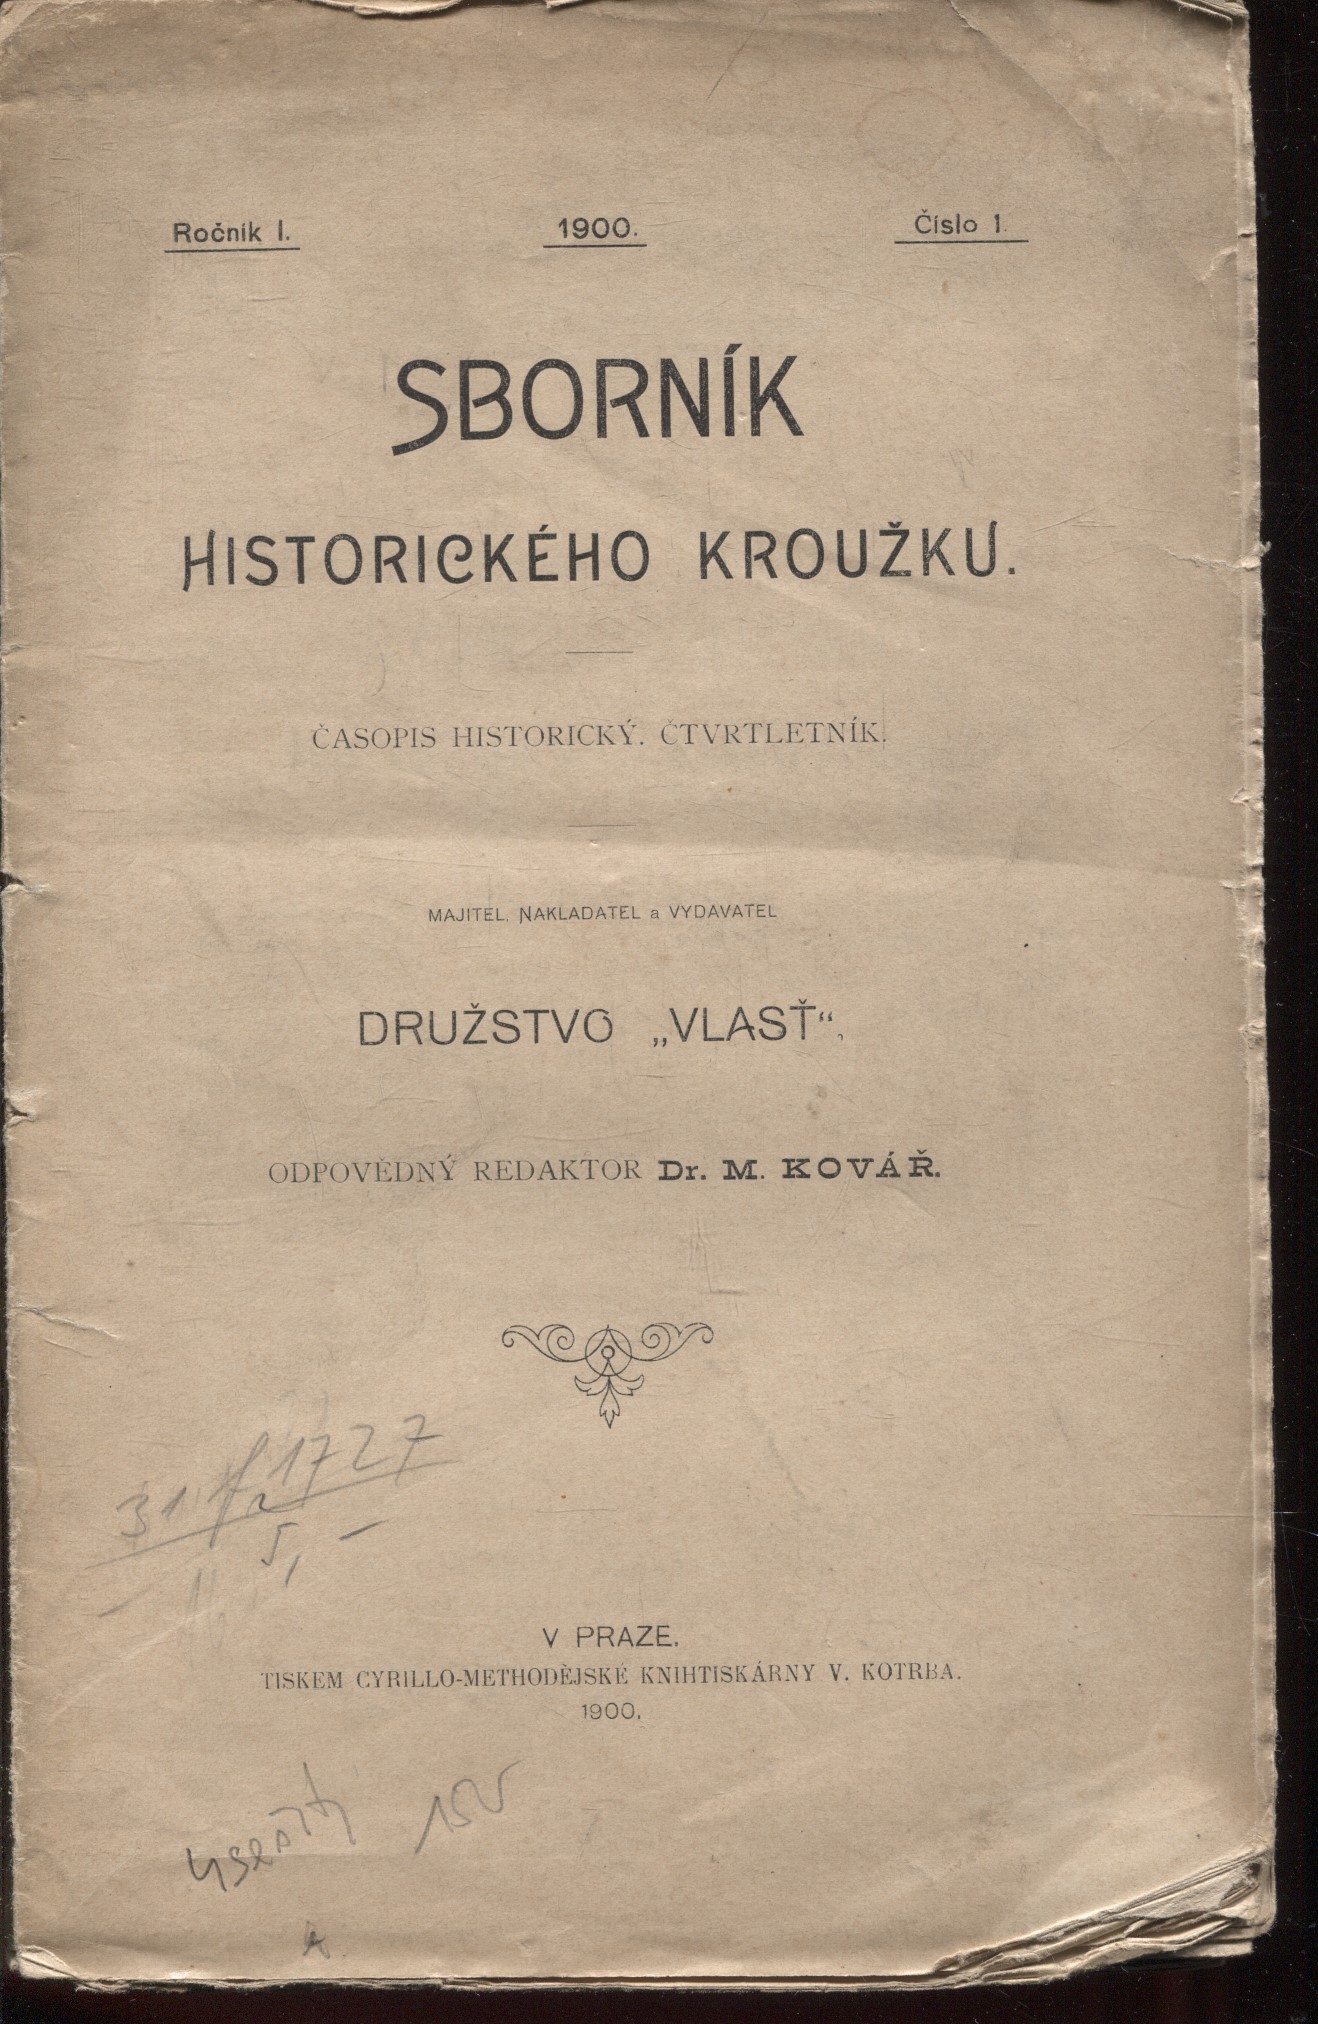 Ročník I. 1900. Číslo 1.
SBORNÍK
HISTORICKÉHO KROUŽKU.
ČASOPIS HISTORICKÝ. ČTVRTLETNÍK.
MAJITEL, NAKLADATEL a VYDAVATEL
DRUŽSTVO „VLASŤ“,
ODPOVĚDNÝ REDAKTOR Dr. M. KOVÁŘ.
1727
31
5,–
V PRAZE.
TISKEM CYRILLO-METHODĚJSKÉ KNIHTISKÁRNY V. KOTRBA.
1900.